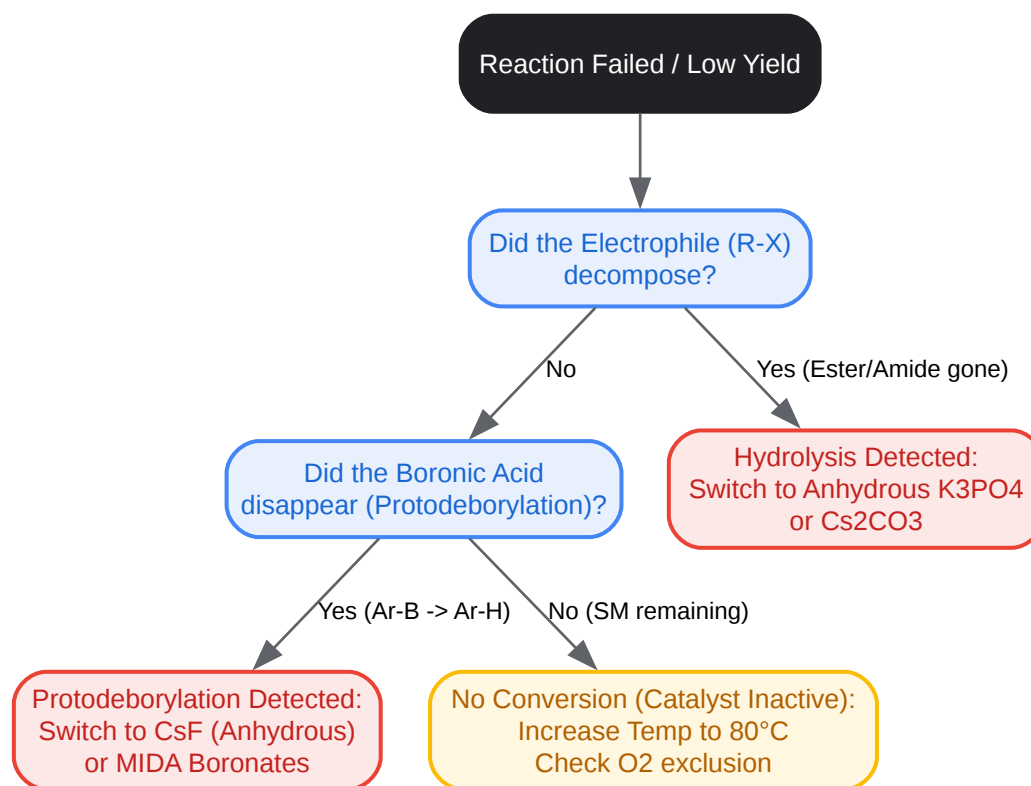 Reaction Failed / Low Yield
Did the Electrophile (R-X)
decompose?
No
Yes (Ester/Amide gone)
Did the Boronic Acid
disappear (Protodeborylation)?
Hydrolysis Detected:
Switch to Anhydrous K3PO4
or Cs2CO3
Yes (Ar-B -> Ar-H)
No (SM remaining)
Protodeborylation Detected:
Switch to CsF (Anhydrous)
or MIDA Boronates
No Conversion (Catalyst Inactive):
Increase Temp to 80°C
Check O2 exclusion